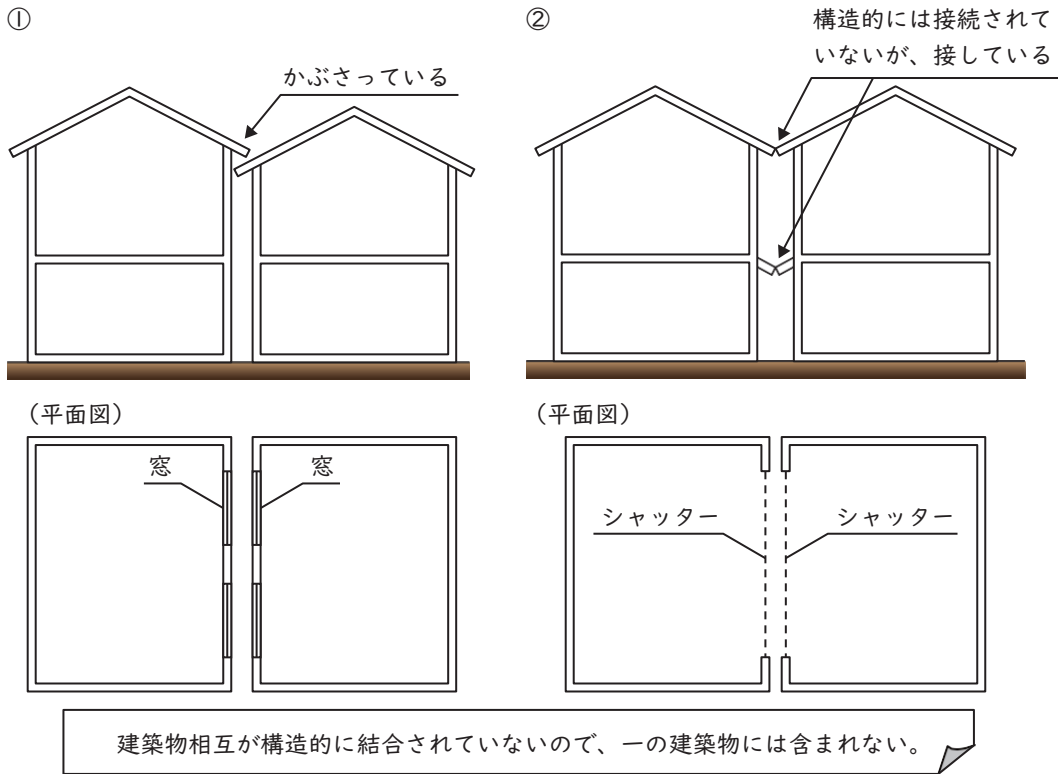 ①
かぶさっている
②
構造的には接続されて
いないが、接している
（平面図）
窓
窓
（平面図）
シャッター
シャッター
建築物相互が構造的に結合されていないので、一の建築物には含まれない。